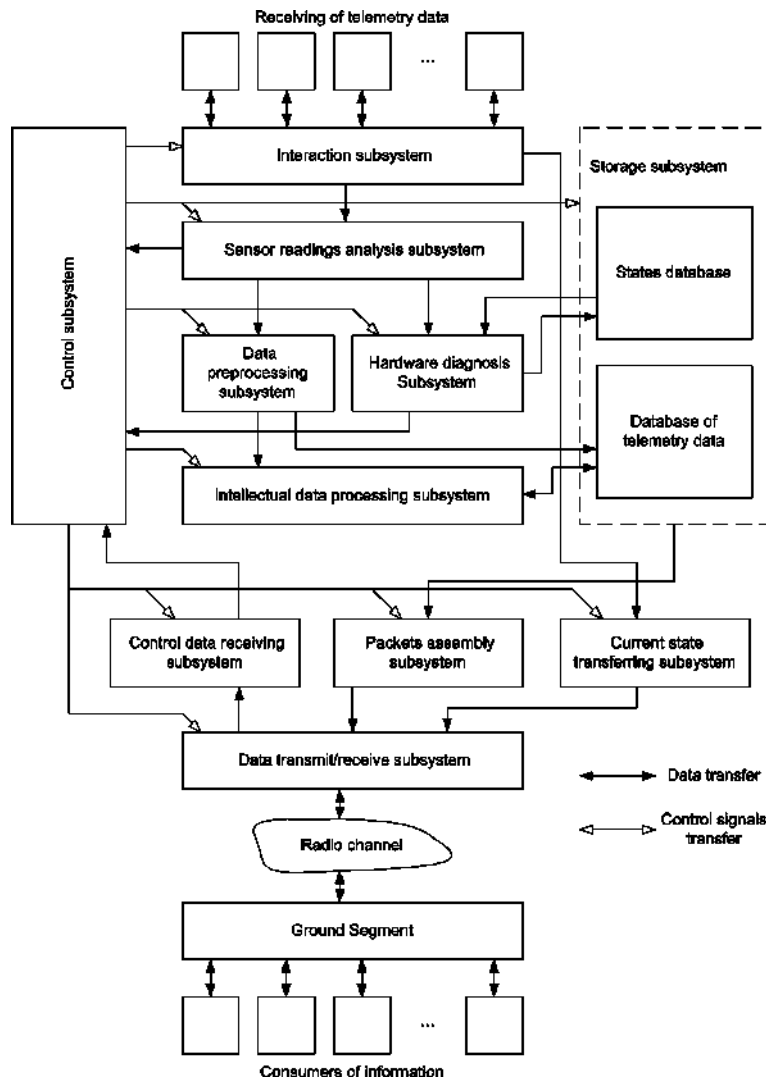 Receiving of telemetry data
...
Interaction subsystem
Storage subsystem
Sensor readings analysis subsystem
States database
Control subsystem
Data
preprocessing
subsystem
Hardware diagnosis
Subsystem
Database of
telemetry data
Intellectual data processing subsystem
Control data receiving
subsystem
Packets assembly
subsystem
Current state
transferring subsystem
Data transmit/receive subsystem
Data transfer
Control signals
transfer
Radio channel
Ground Segment
...
Consumers of information